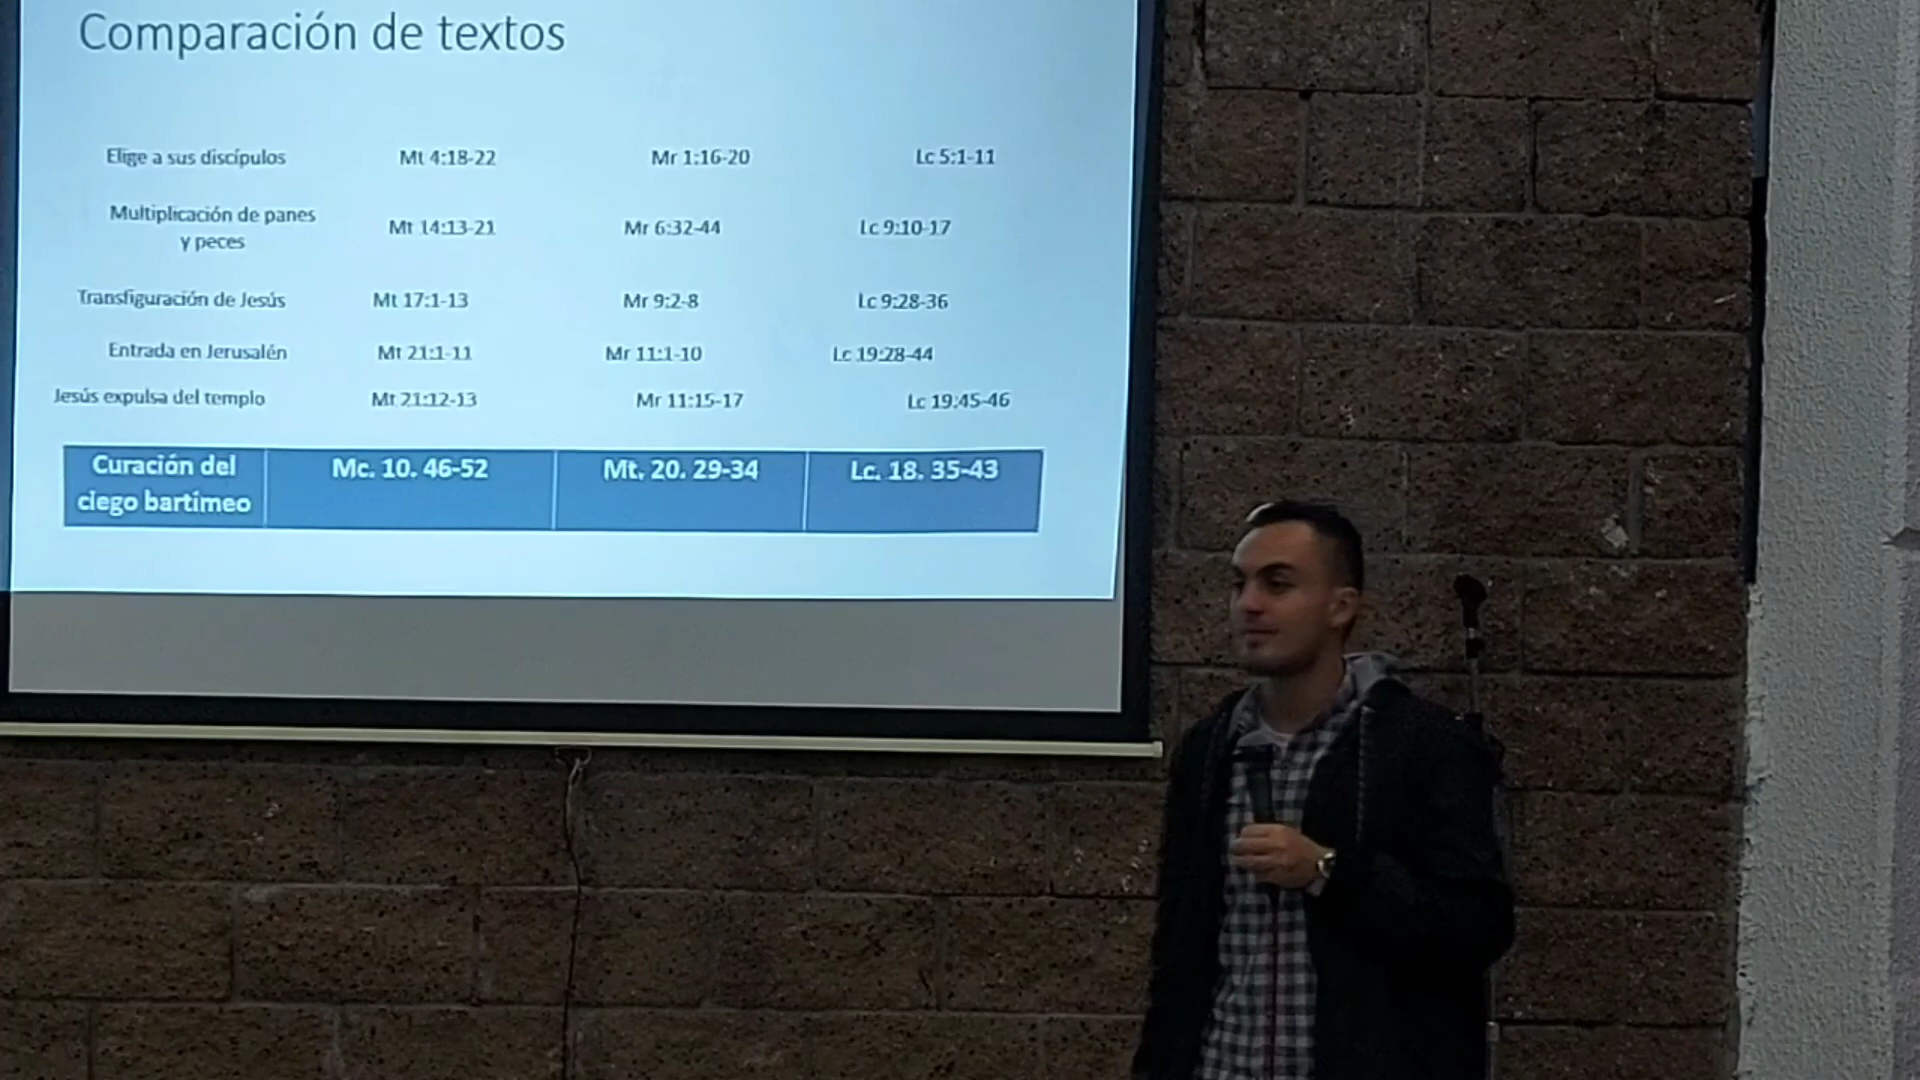 Comparación de textos
Elige a sus discípulos Mt 4:18-22 Mr 1:16-20 Lc 5:1-11
Multiplicación de panes
y peces Mt 14:13-21 Mr 6:32-44 Lc 9:10-17
Transfiguración de Jesús Mt 17:1-13 Mr 9:2-8 Lc 9:28-36
Entrada en Jerusalén Mt 21:1-11 Mr 11:1-10 Lc 19:28-44
Jesús expulsa del templo Mt 21:12-13 Mr 11:15-17 Lc 19:45-46
Curación del Mc. 10. 46-52 Mt. 20. 29-34 Lc. 18. 35-43
ciego bartimeo